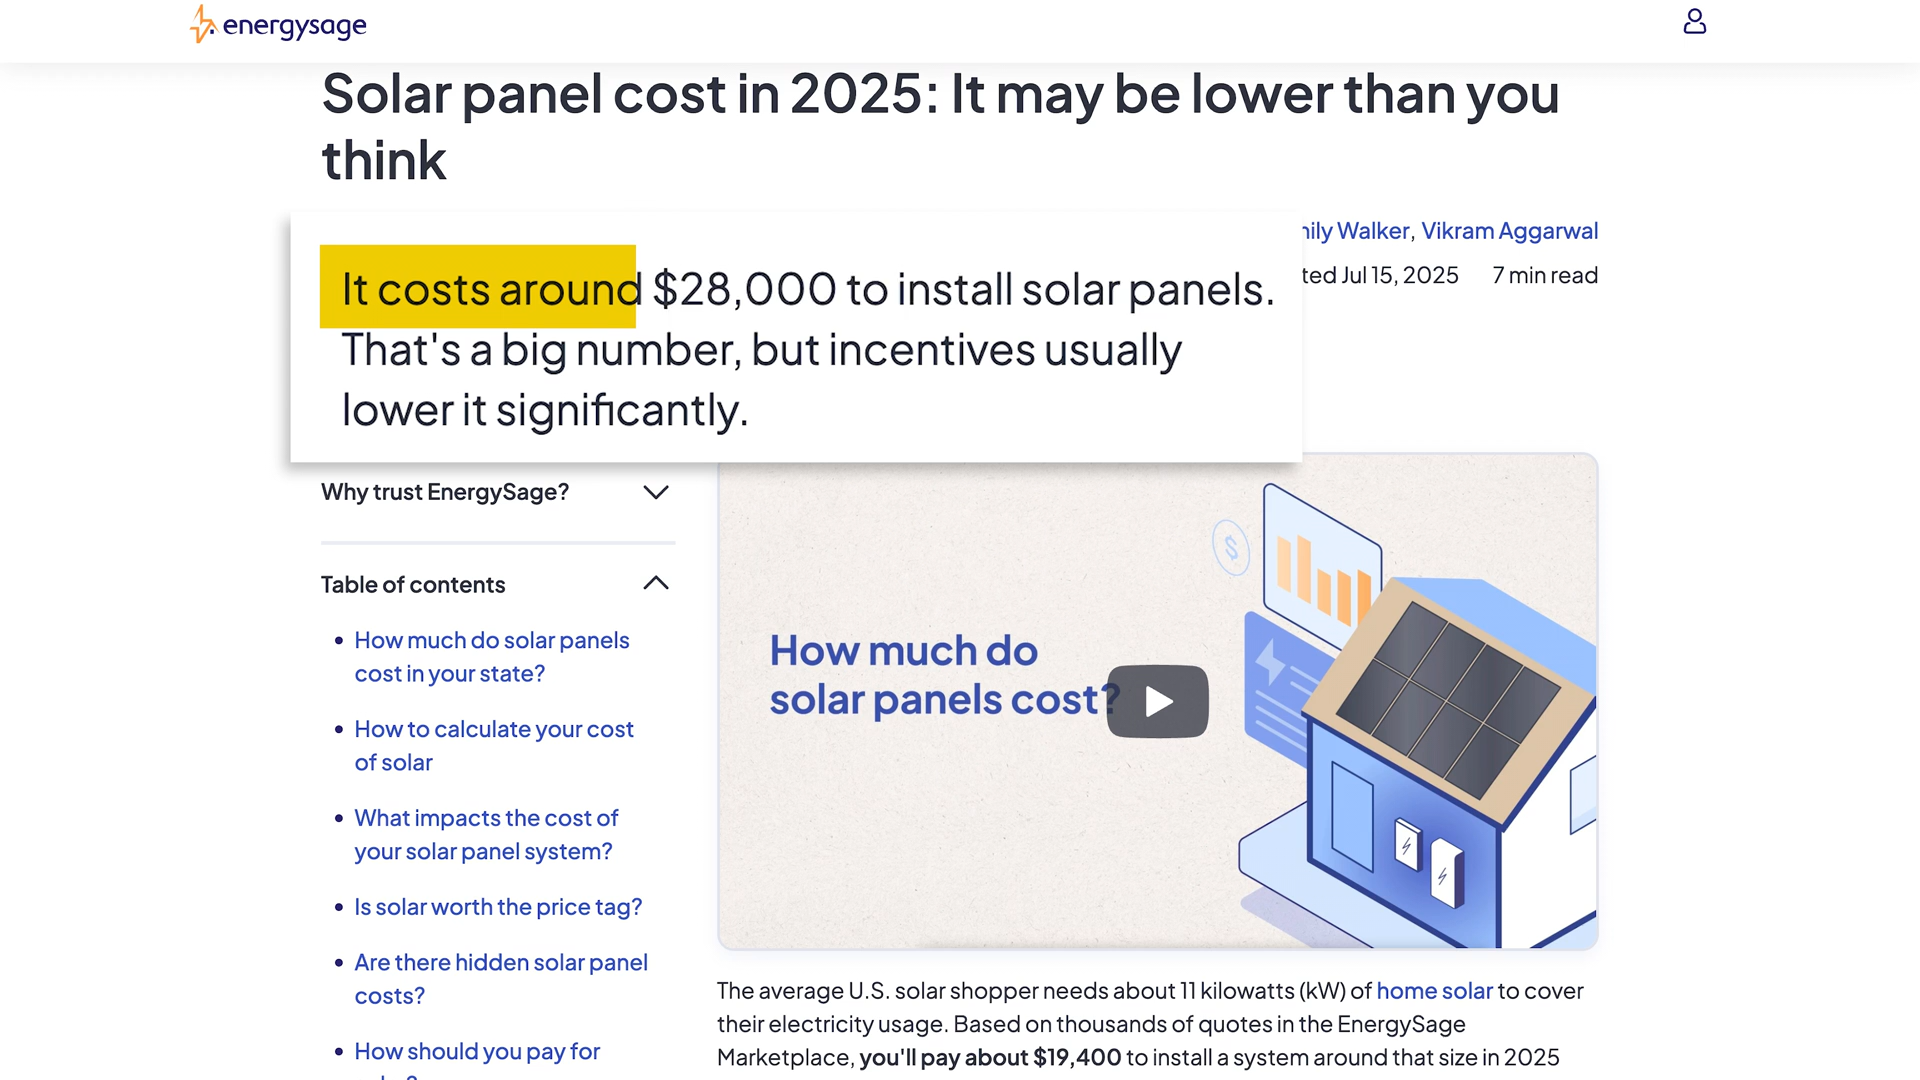 energysage
Solar panel cost in 2025: It may be lower than you
think
Walker, Vikram Aggarwal
Jul 15, 2025 7 min read
It costs around $28,000 to install solar panels.
That's a big number, but incentives usually
lower it significantly.
Why trust EnergySage?
Table of contents
How much do solar panels
cost in your state?
How to calculate your cost
of solar
What impacts the cost of
your solar panel system?
Is solar worth the price tag?
Are there hidden solar panel
costs?
How should you pay for
$
How much do
solar panels cost?
The average U.S. solar shopper needs about 11 kilowatts (kW) of home solar to cover
their electricity usage. Based on thousands of quotes in the EnergySage
Marketplace, you'll pay about $19,400 to install a system around that size in 2025